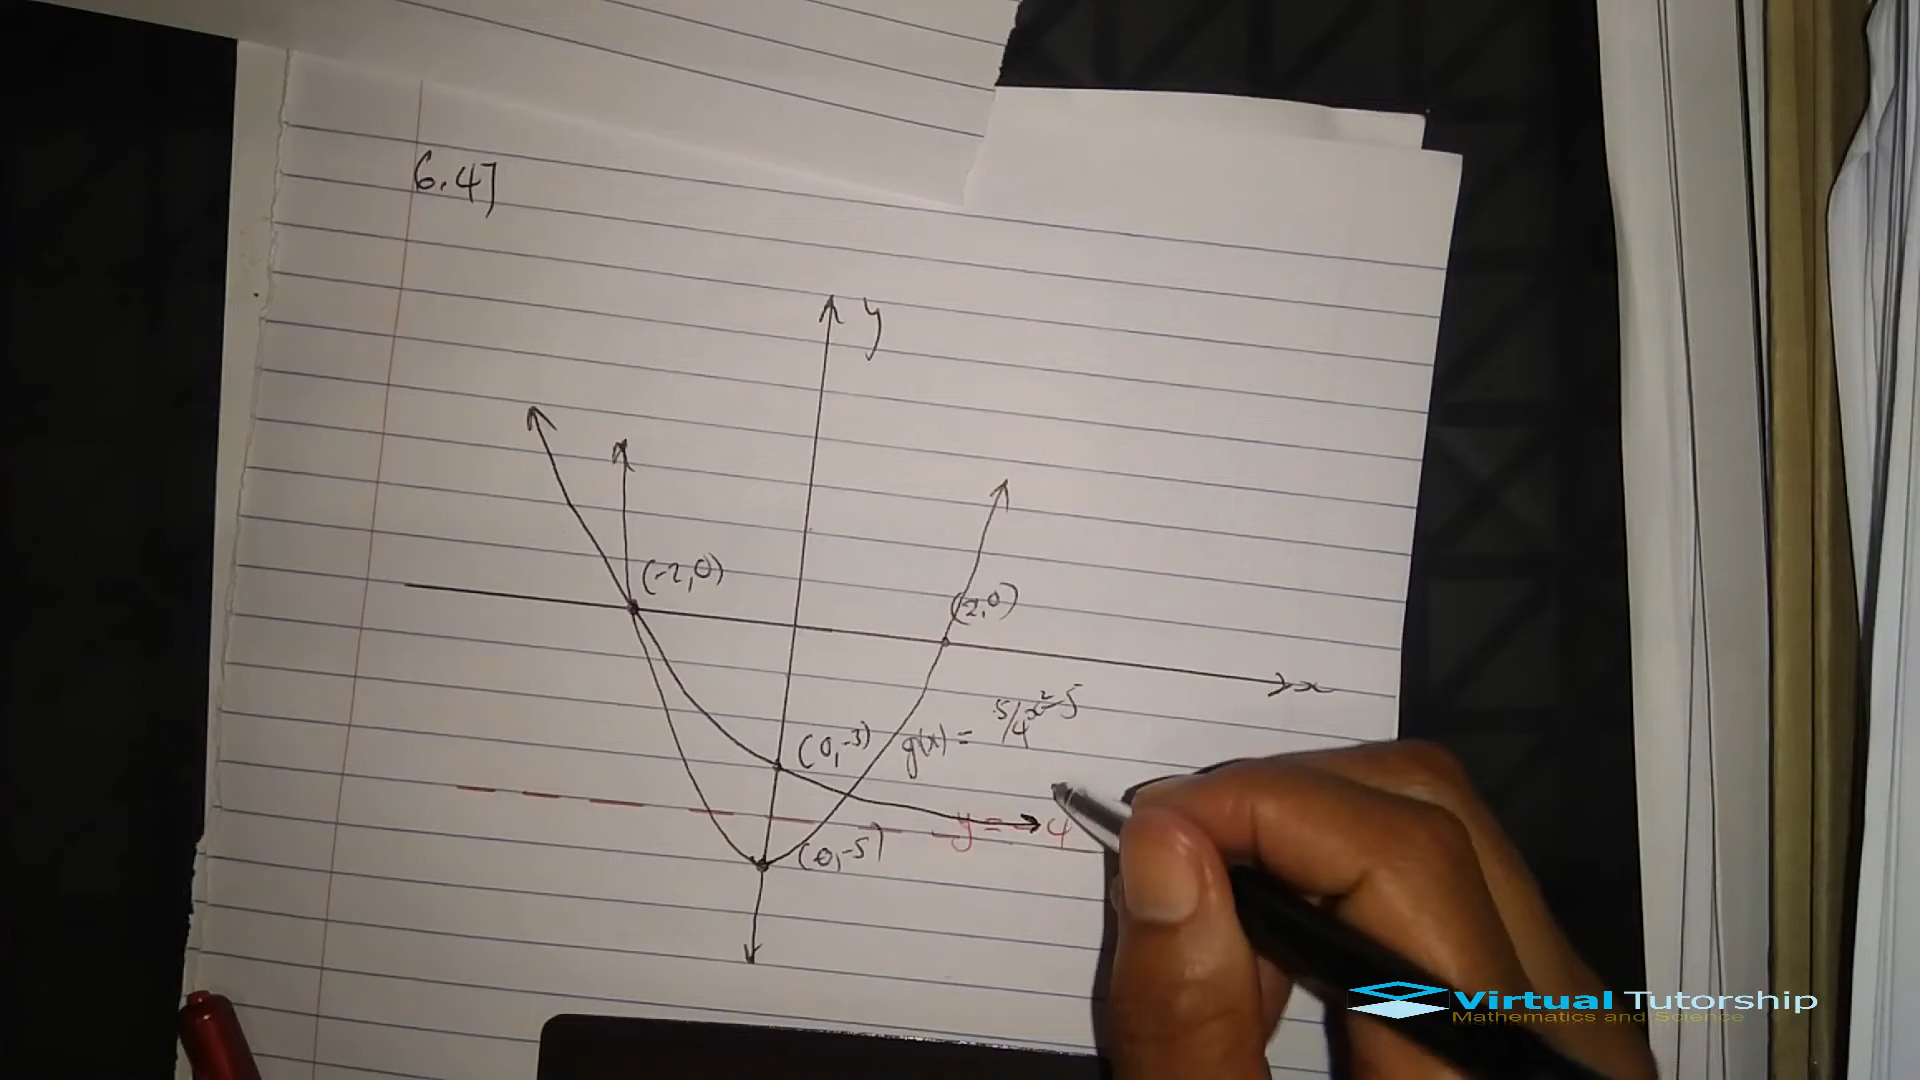 6.4]
y
(-2,0)
(2,0)
x
(0,-3)
g(x) = 5/4x²-5
y = -4
(0,-5)
Virtual Tutorship
Mathematics and Science